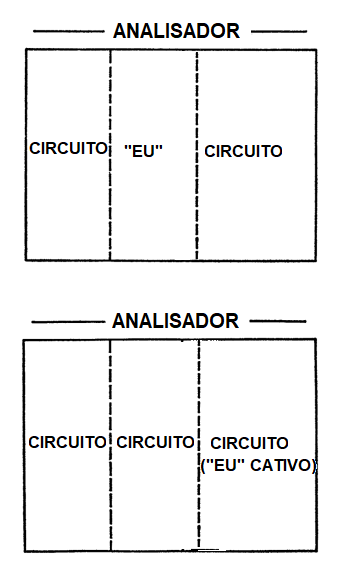 ANALISADOR
CIRCUITO "EU" CIRCUITO
ANALISADOR
CIRCUITO CIRCUITO CIRCUITO
("EU" CATIVO)